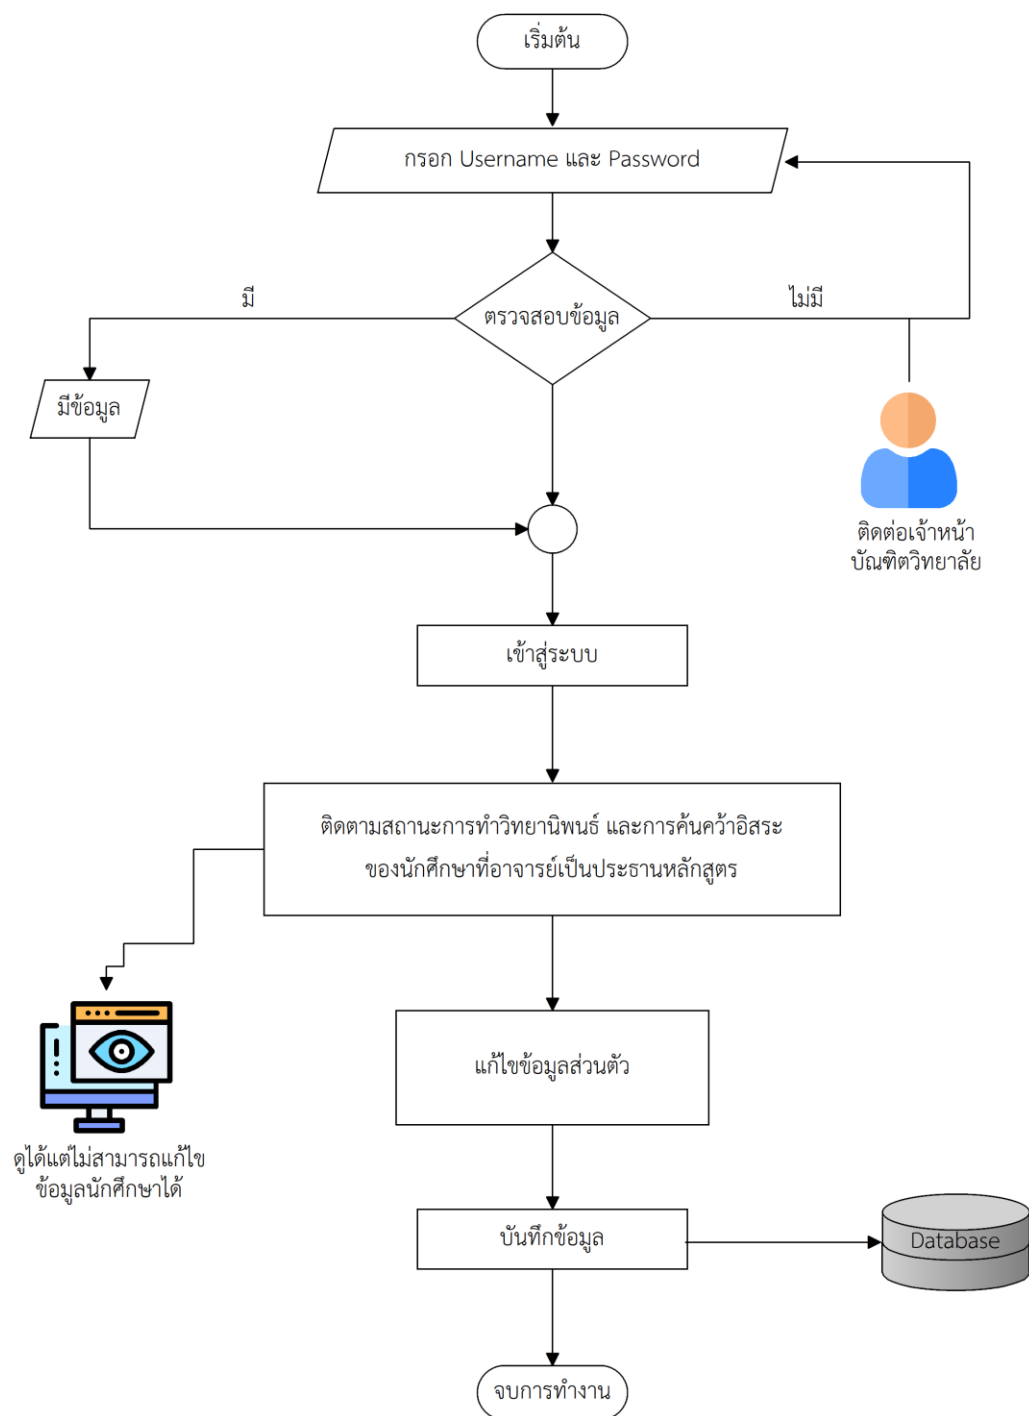 เริ่มต้น
กรอก Username และ Password
มี
ไม่มี
ตรวจสอบข้อมูล
มีข้อมูล
ติดต่อเจ้าหน้า
บัณฑิตวิทยาลัย
เข้าสู่ระบบ
ติดตามสถานะการทำวิทยานิพนธ์ และการค้นคว้าอิสระ
ของนักศึกษาที่อาจารย์เป็นประธานหลักสูตร
แก้ไขข้อมูลส่วนตัว
ดูได้แต่ไม่สามารถแก้ไข
ข้อมูลนักศึกษาได้
บันทึกข้อมูล
Database
จบการทำงาน